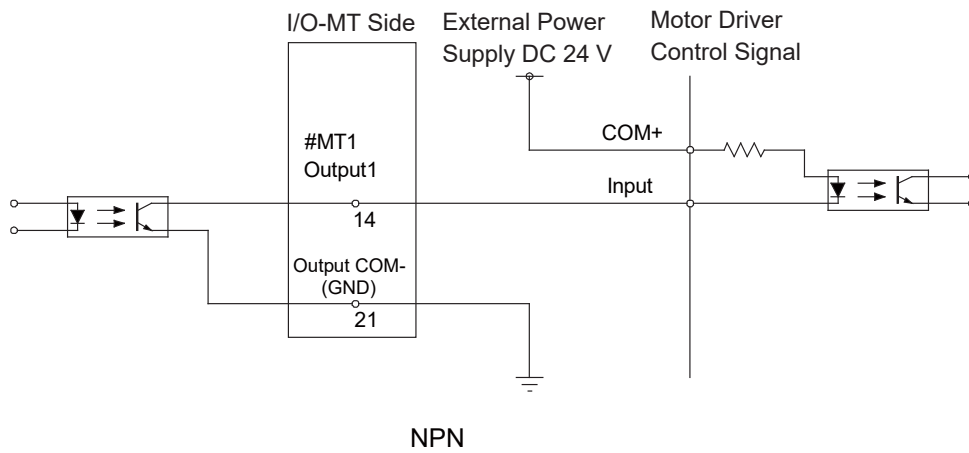 I/O-MT Side
External Power
Supply DC 24 V
Motor Driver
Control Signal
#MT1
Output1
COM+
Input
14
Output COM-
(GND)
21
NPN